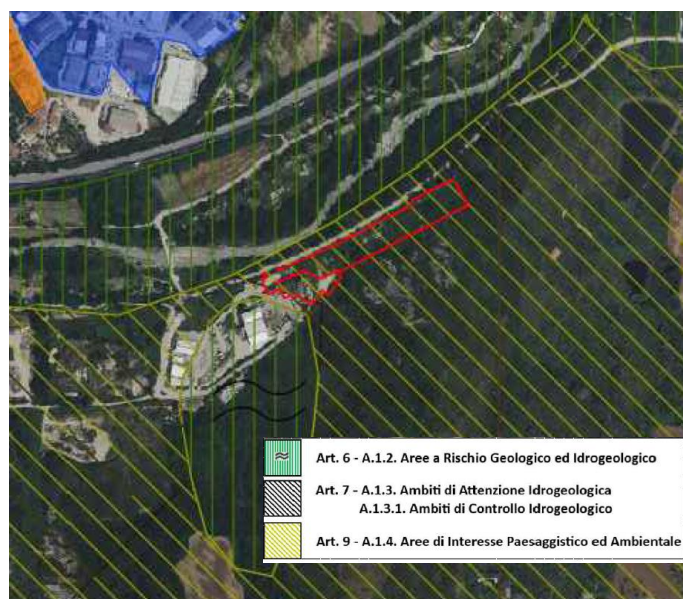 Art. 6 - A.1.2. Aree a Rischio Geologico ed Idrogeologico
Art. 7 - A.1.3. Ambiti di Attenzione Idrogeologica
A.1.3.1. Ambiti di Controllo Idrogeologico
Art. 9 - A.1.4. Aree di Interesse Paesaggistico ed Ambientale